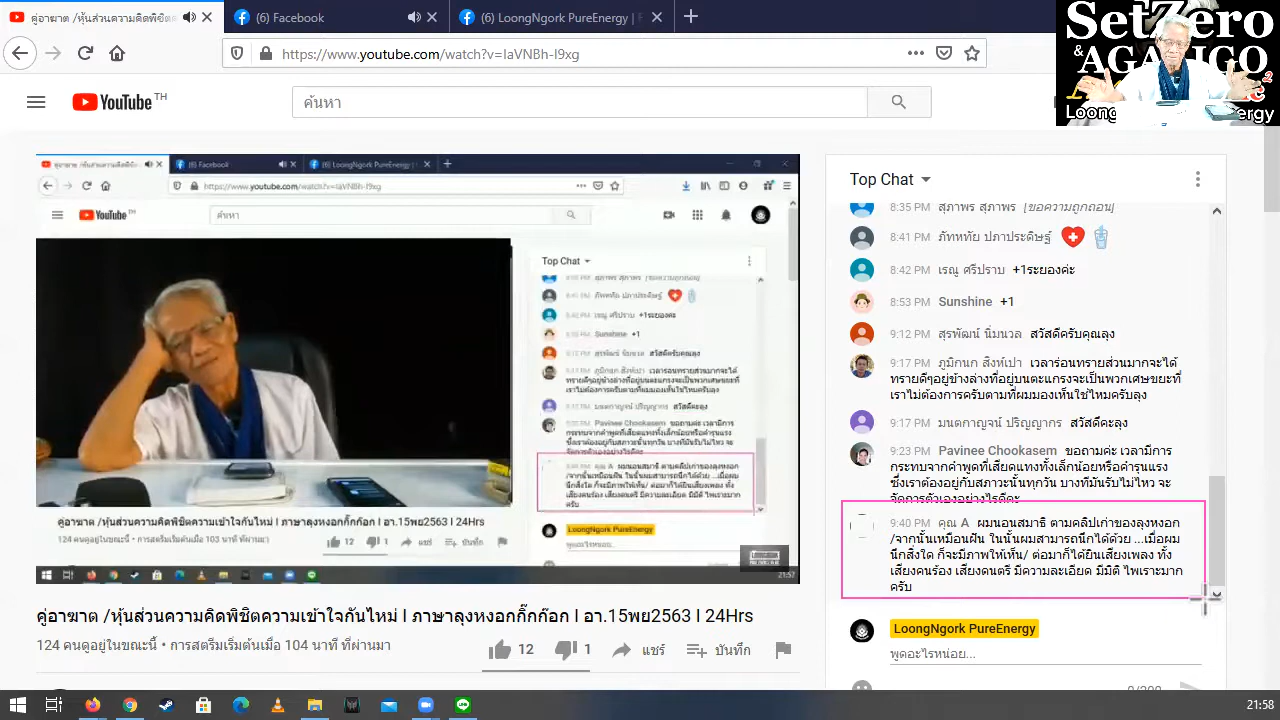 คู่อาฆาต /หุ้นส่วนความคิดพิชิต
(6) Facebook
(6) LoongNgork PureEnergy | F
https://www.youtube.com/watch?v=IaVNBh-I9xg
SetZero
&
YouTube TH
ค้นหา
Top Chat
8:35 PM สุภาพร สุภาพร [ข้อความถูกถอน]
8:41 PM ภัทททัย ปภาประดิษฐ์
8:42 PM เรณู ศรีปราบ +1ระยองค่ะ
8:53 PM Sunshine +1
9:12 PM สุรพัฒน์ นิ่มนวล สวัสดีครับคุณลุง
9:17 PM ภูมิกนก สิงห์เปา เวลาร่อนทรายส่วนมากจะได้
ทรายดีๆอยู่ข้างล่างที่อยู่บนตะแกรงจะเป็นพวกเศษขยะที่
เราไม่ต้องการครับตามที่ผมมองเห็นใช่ไหมครับลุง
9:17 PM มนตกาญจน์ ปริญญากร สวัสดีค่ะลุง
9:23 PM Pavinee Chookasem ขอถามค่ะ เวลามีการ
กระทบจากคำพูดที่เสียดแทงทั้งเล็กน้อยหรือคำรุนแรง
ซึ่งเราต้องอยู่กับสภาวะนั้นทุกวัน บางทีมันรับไม่ไหว จะ
จัดการตัวเองอย่างไรดีคะ
9:40 PM คุณ A ผมนอนสมาธิ ตามคลิปเก่าของลุงหงอก
/จากนั้นเหมือนฝัน ในนั้นผมสามารถนึกได้ด้วย ...เมื่อผม
นึกสิ่งใด ก็จะมีภาพให้เห็น/ ต่อมาก็ได้ยินเสียงเพลง ทั้ง
เสียงคนร้อง เสียงดนตรี มีความละเอียด มีมิติ ไพเราะมาก
ครับ
LoongNgork PureEnergy
พูดอะไรหน่อย...
คู่อาฆาต /หุ้นส่วนความคิดพิชิตความเข้าใจกันใหม่ I ภาษาลุงหงอกกิ๊กก๊อก I อา.15พย2563 I 24Hrs
124 คนดูอยู่ในขณะนี้ • การสตรีมเริ่มต้นเมื่อ 104 นาที ที่ผ่านมา
12
1
แชร์
บันทึก
21:58